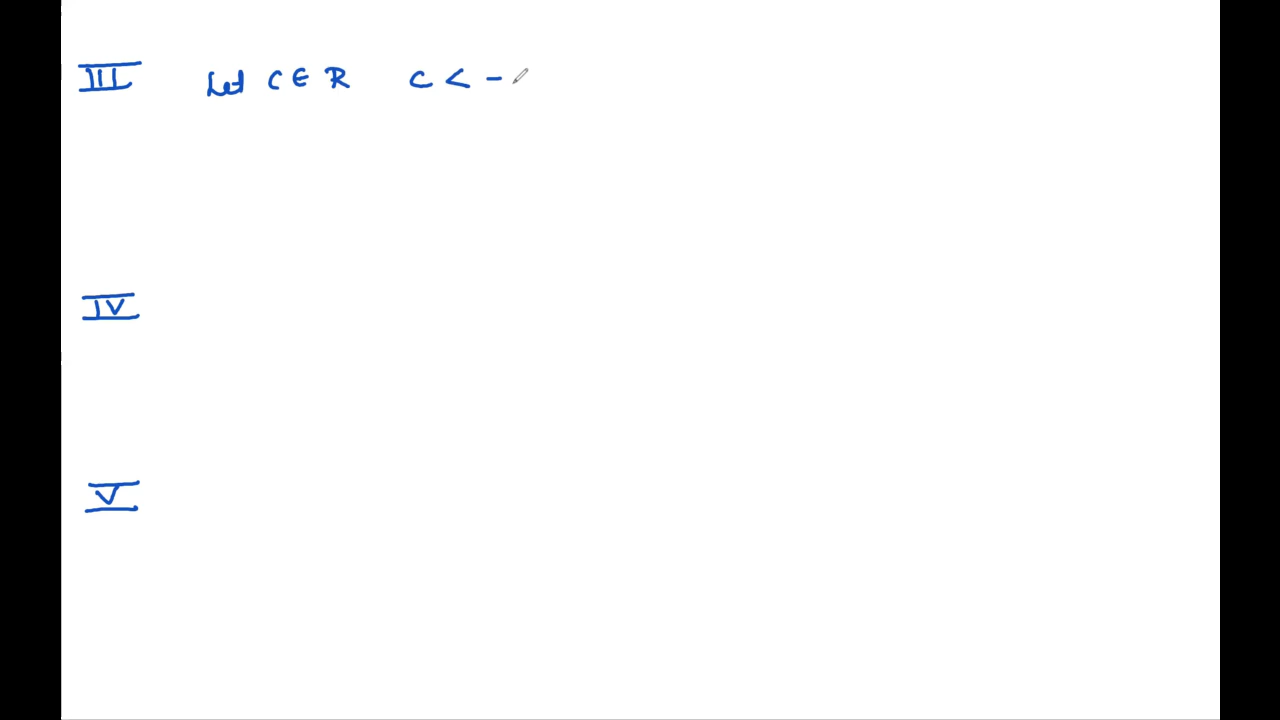 III Let C ∈ ℝ C < -
IV
V